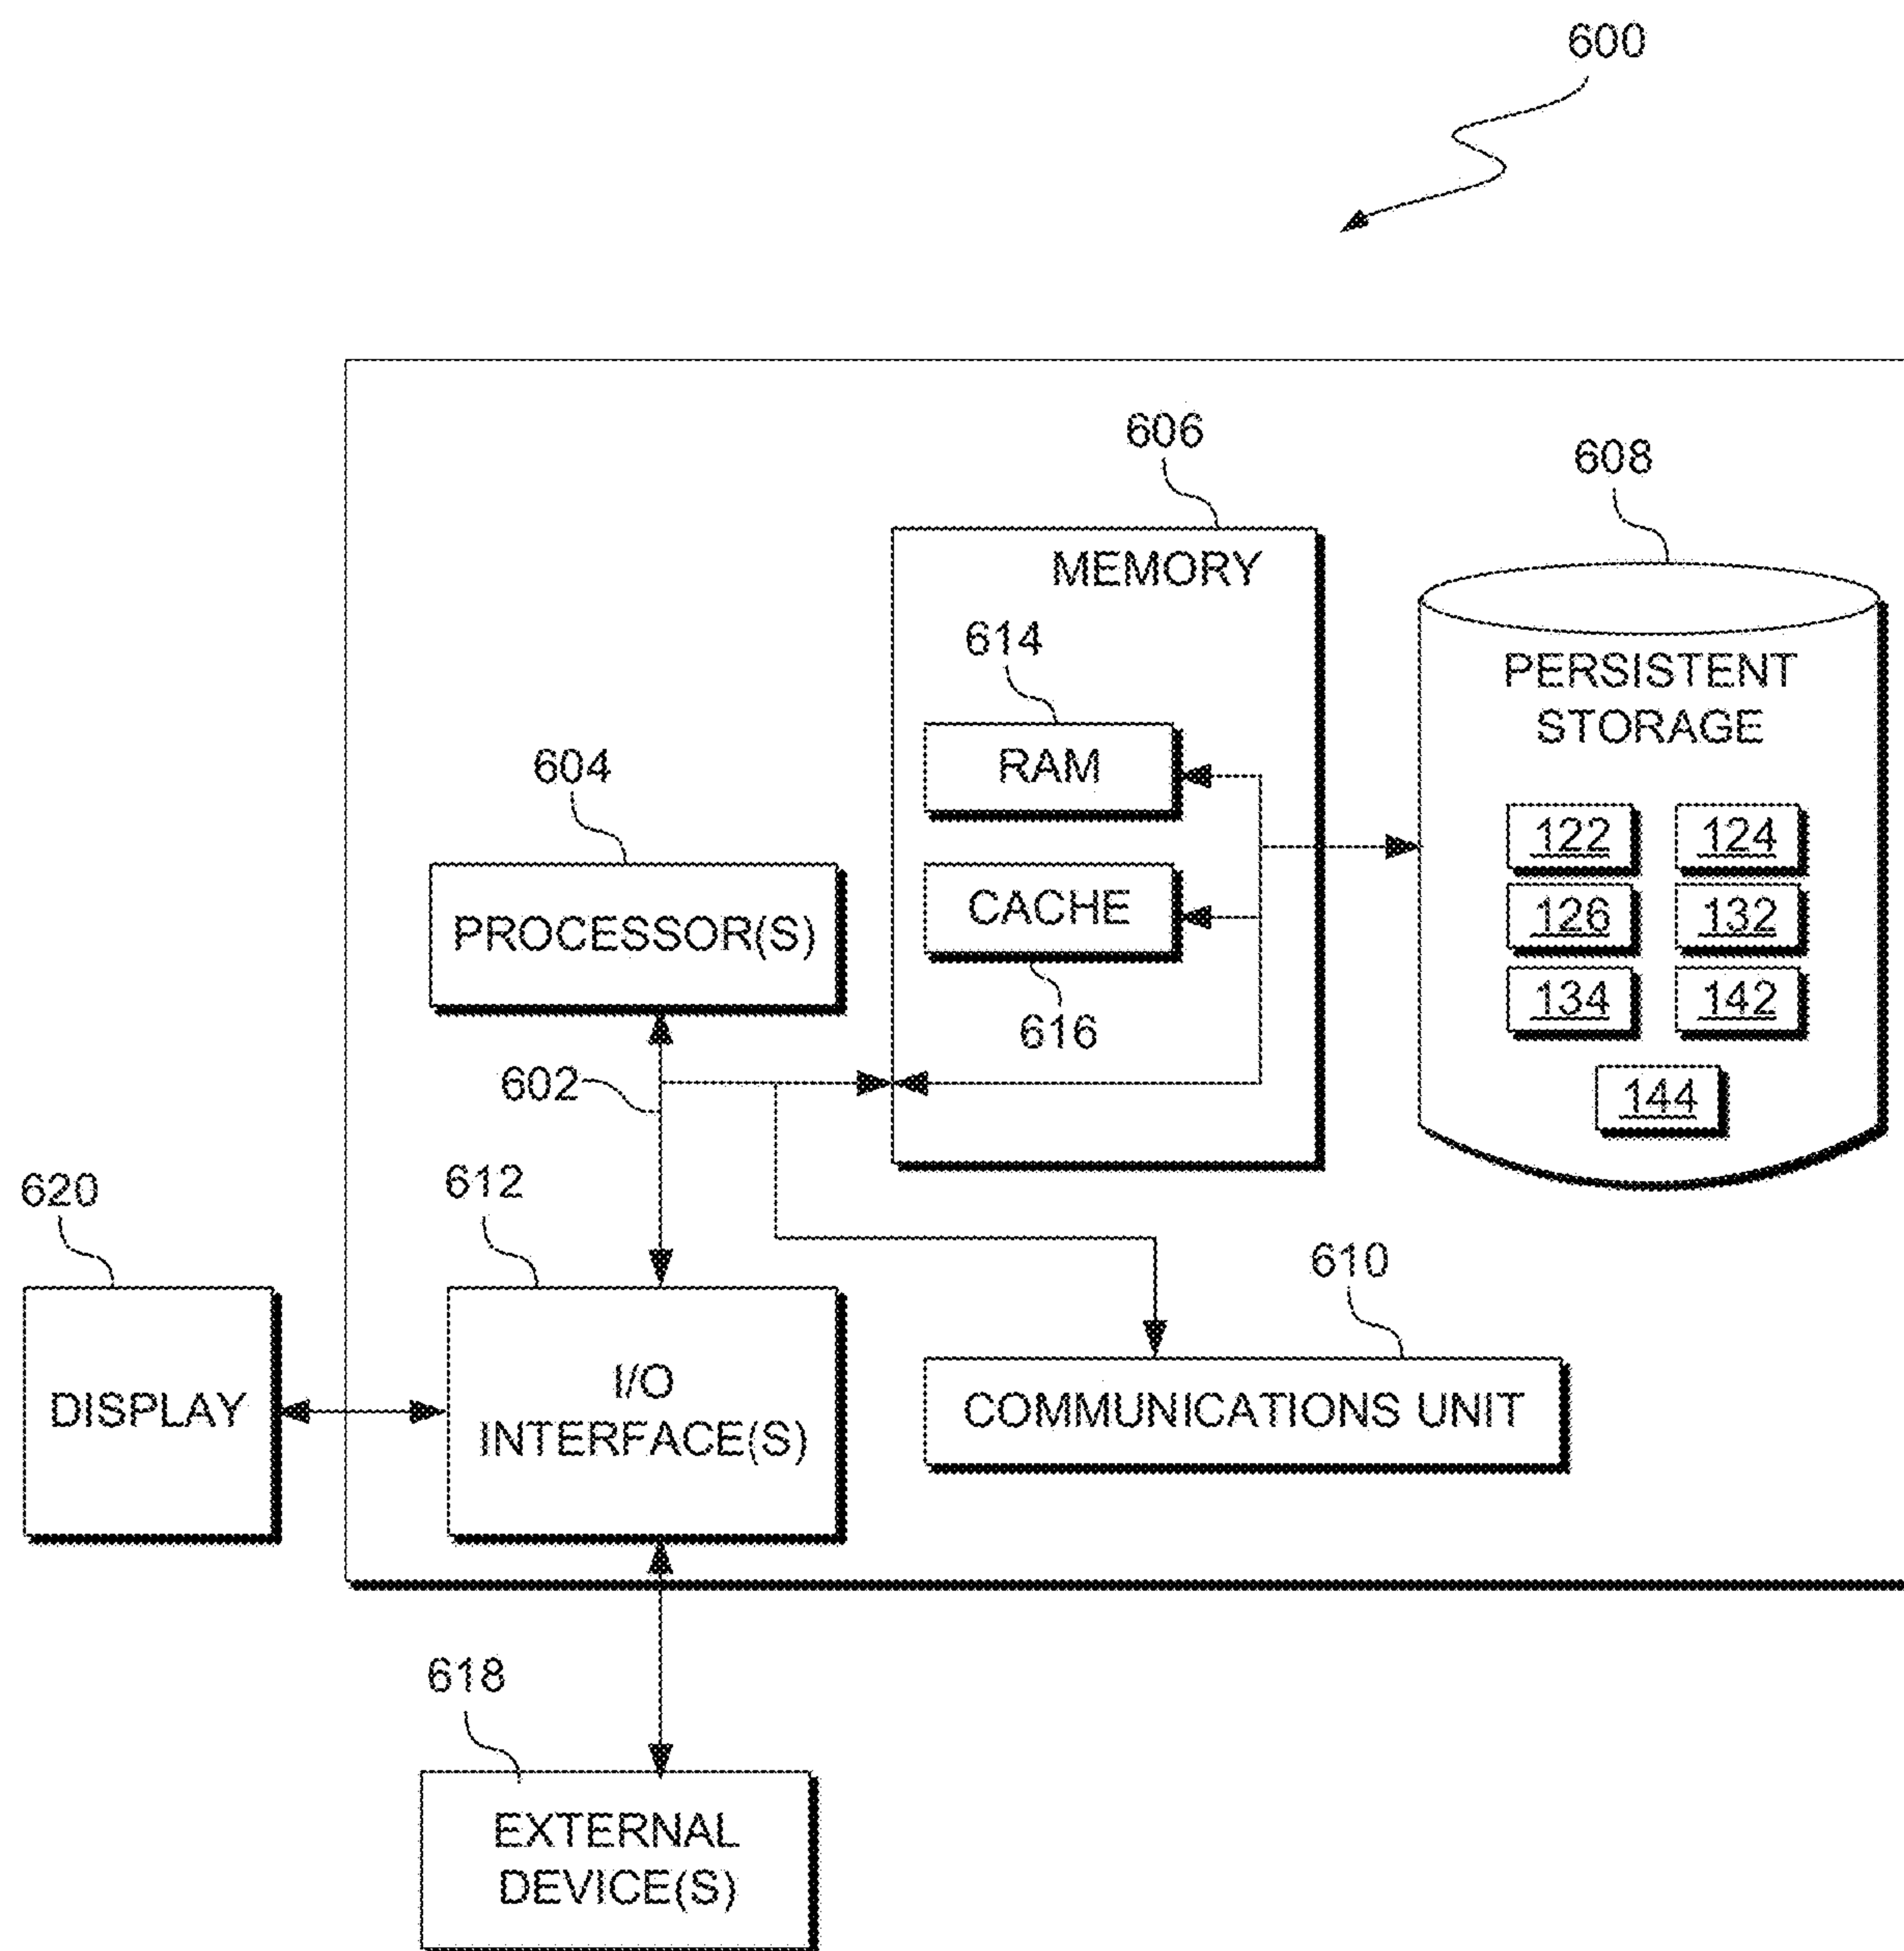 600
606
608
MEMORY
614
PERSISTENT
STORAGE
RAM
604
122 124
CACHE
126 132
PROCESSOR(S)
134 142
616
602
144
620
612
610
I/O
DISPLAY
COMMUNICATIONS UNIT
INTERFACE(S)
618
EXTERNAL
DEVICE(S)